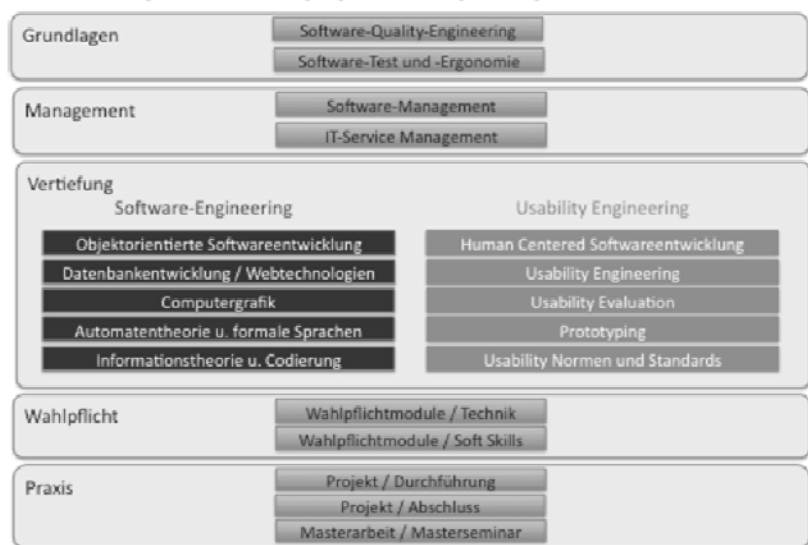 Grundlagen
Software-Quality-Engineering
Software-Test und -Ergonomie
Management
Software-Management
IT-Service Management
Vertiefung
Software-Engineering
Objektorientierte Softwareentwicklung
Datenbankentwicklung / Webtechnologien
Computergrafik
Automatentheorie u. formale Sprachen
Informationstheorie u. Codierung
Usability Engineering
Human Centered Softwareentwicklung
Usability Engineering
Usability Evaluation
Prototyping
Usability Normen und Standards
Wahlpflicht
Wahlpflichtmodule / Technik
Wahlpflichtmodule / Soft Skills
Praxis
Projekt / Durchführung
Projekt / Abschluss
Masterarbeit / Masterseminar